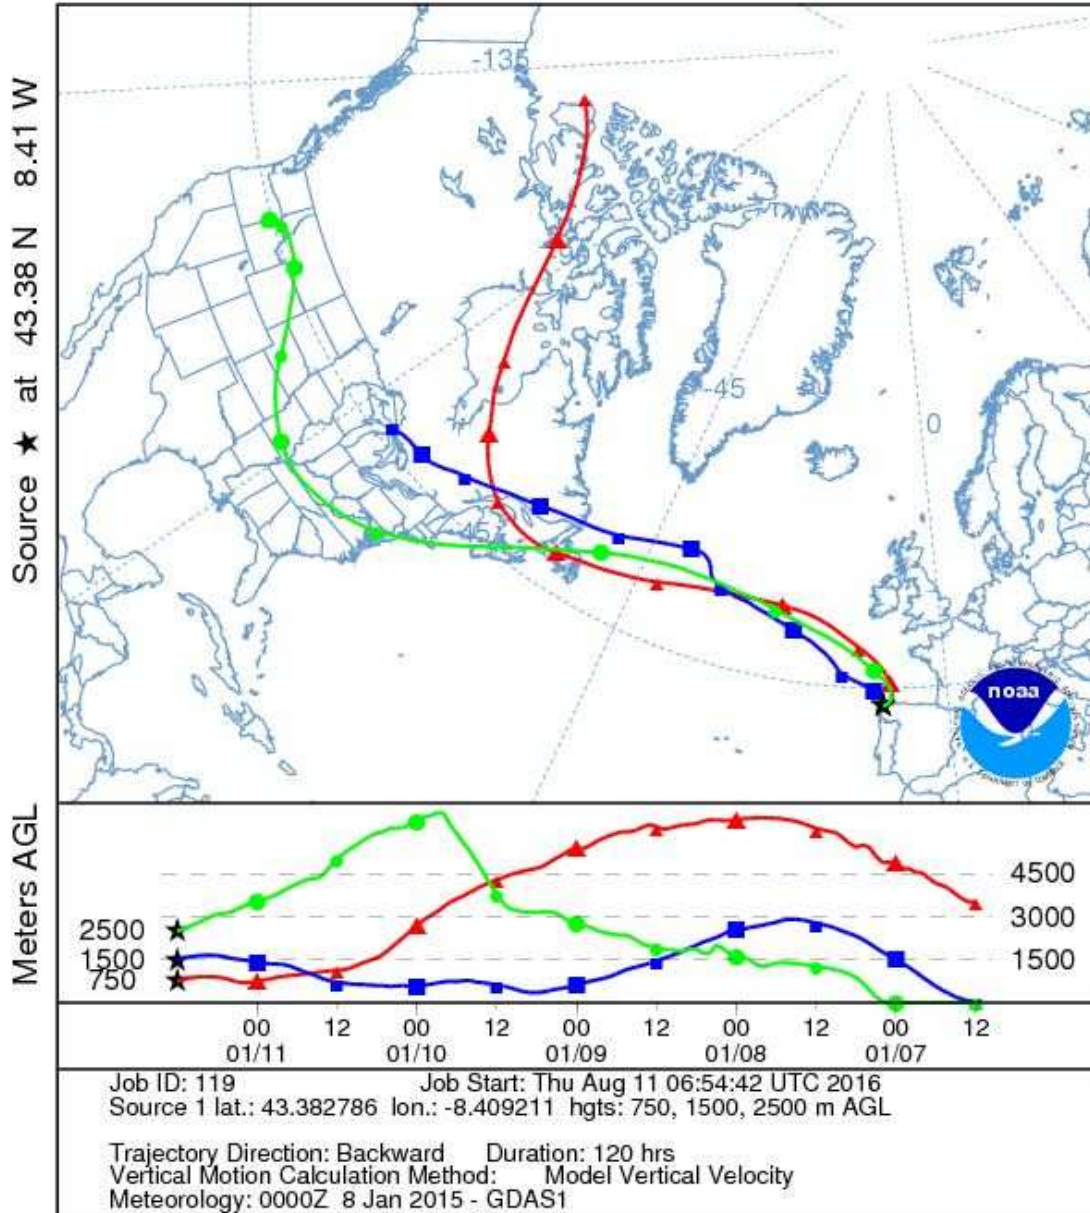 Source ★ at 43.38 N 8.41 W
-135
-45
0
45
noaa
Meters AGL
4500
2500 3000
1500 1500
750
00 12 00 12 00 12 00 12 00 12
01/11 01/10 01/09 01/08 01/07
Job ID: 119 Job Start: Thu Aug 11 06:54:42 UTC 2016
Source 1 lat.: 43.382786 lon.: -8.409211 hgts: 750, 1500, 2500 m AGL
Trajectory Direction: Backward Duration: 120 hrs
Vertical Motion Calculation Method: Model Vertical Velocity
Meteorology: 0000Z 8 Jan 2015 - GDAS1